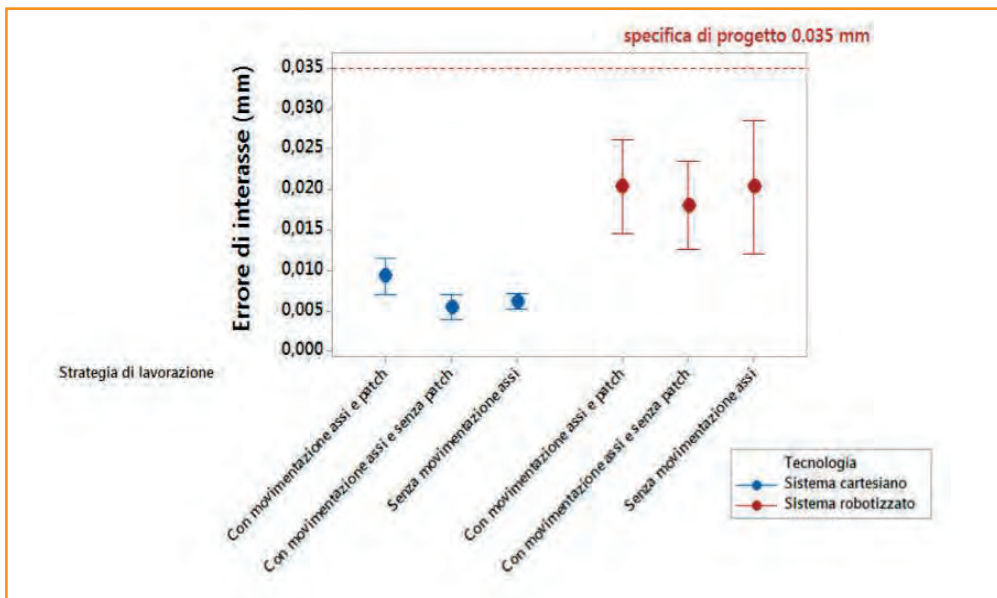 specifica di progetto 0.035 mm
Errore di interasse (mm)
0,035
0,030
0,025
0,020
0,015
0,010
0,005
0,000
Strategia di lavorazione
Con movimentazione assi e patch
Con movimentazione assi e senza patch
Senza movimentazione assi
Con movimentazione assi e patch
Con movimentazione assi e senza patch
Senza movimentazione assi
Tecnologia
Sistema cartesiano
Sistema robotizzato